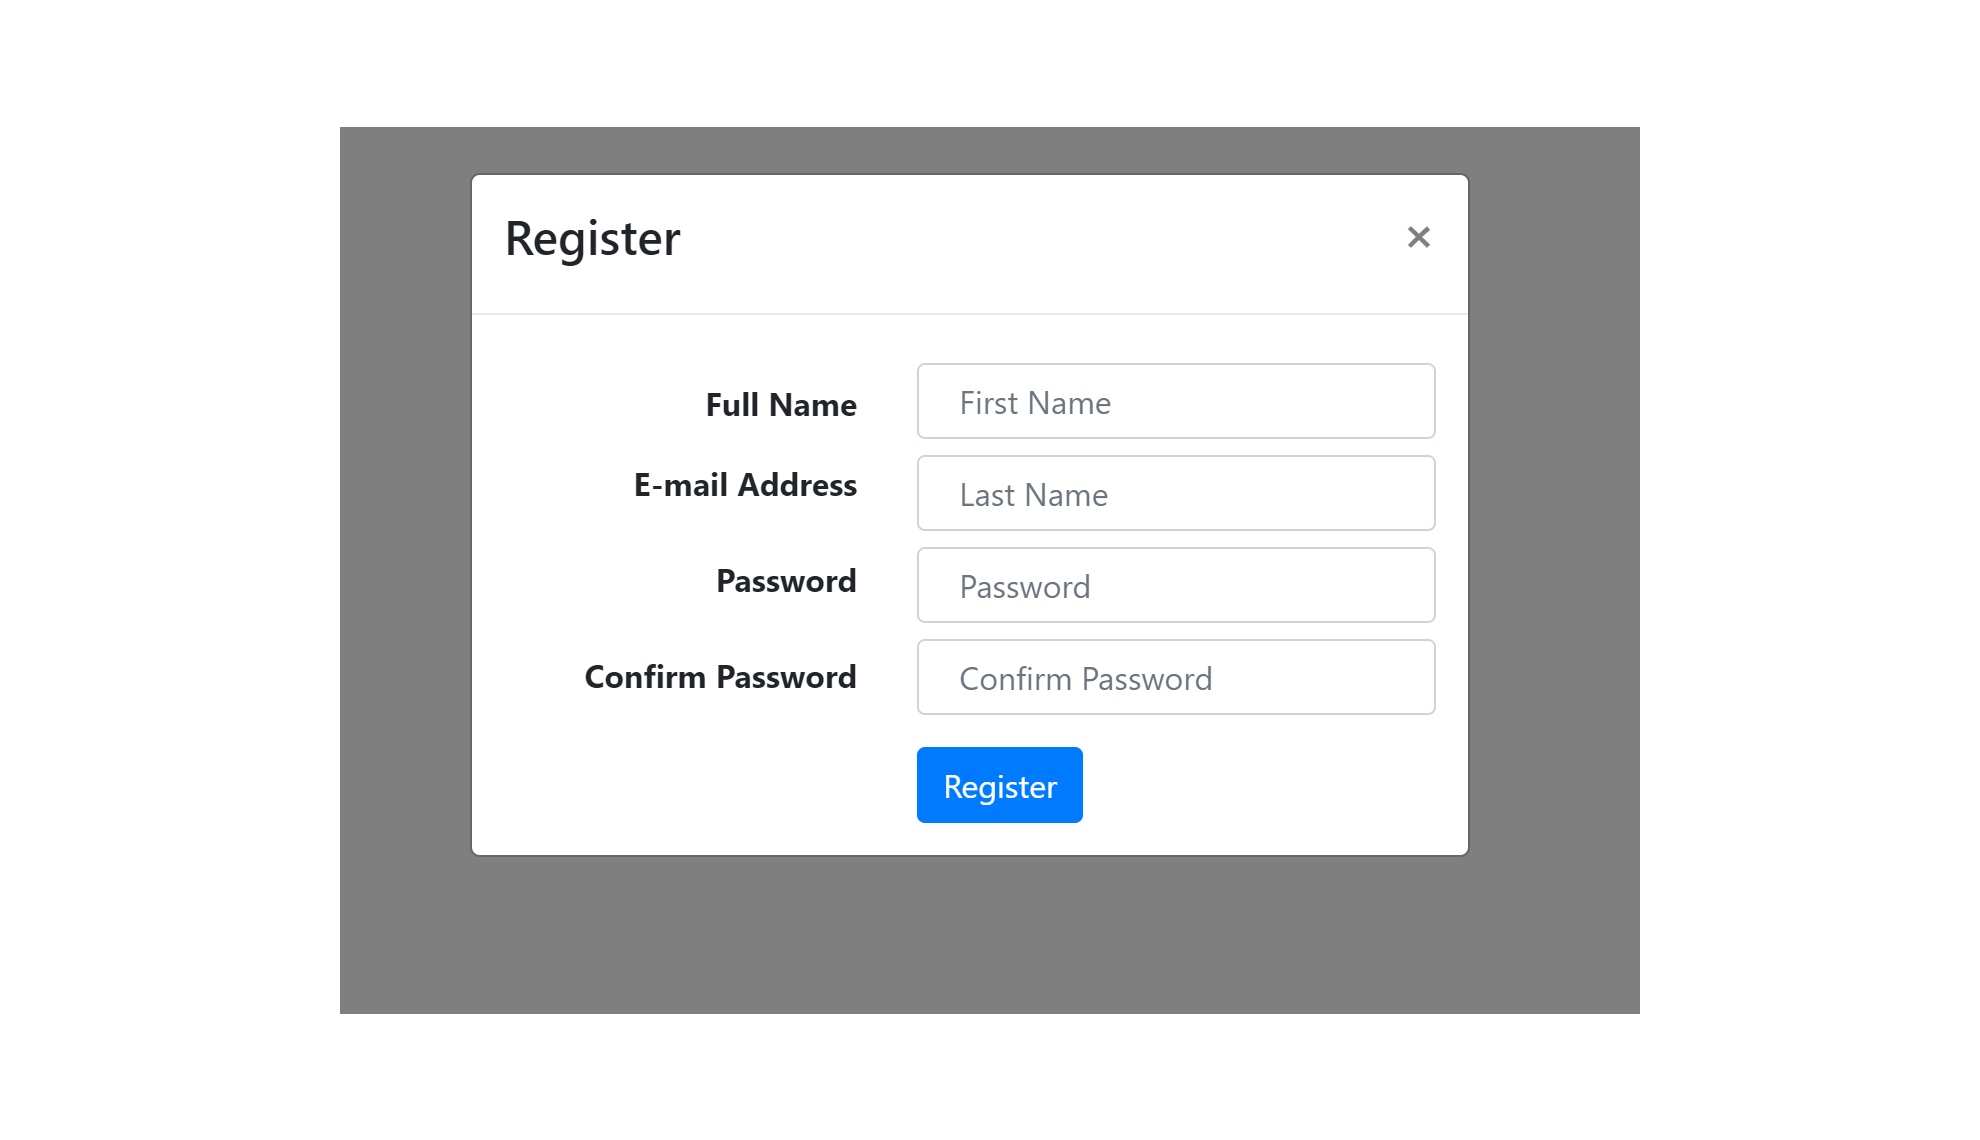 Register ×
Full Name First Name
E-mail Address Last Name
Password Password
Confirm Password Confirm Password
Register